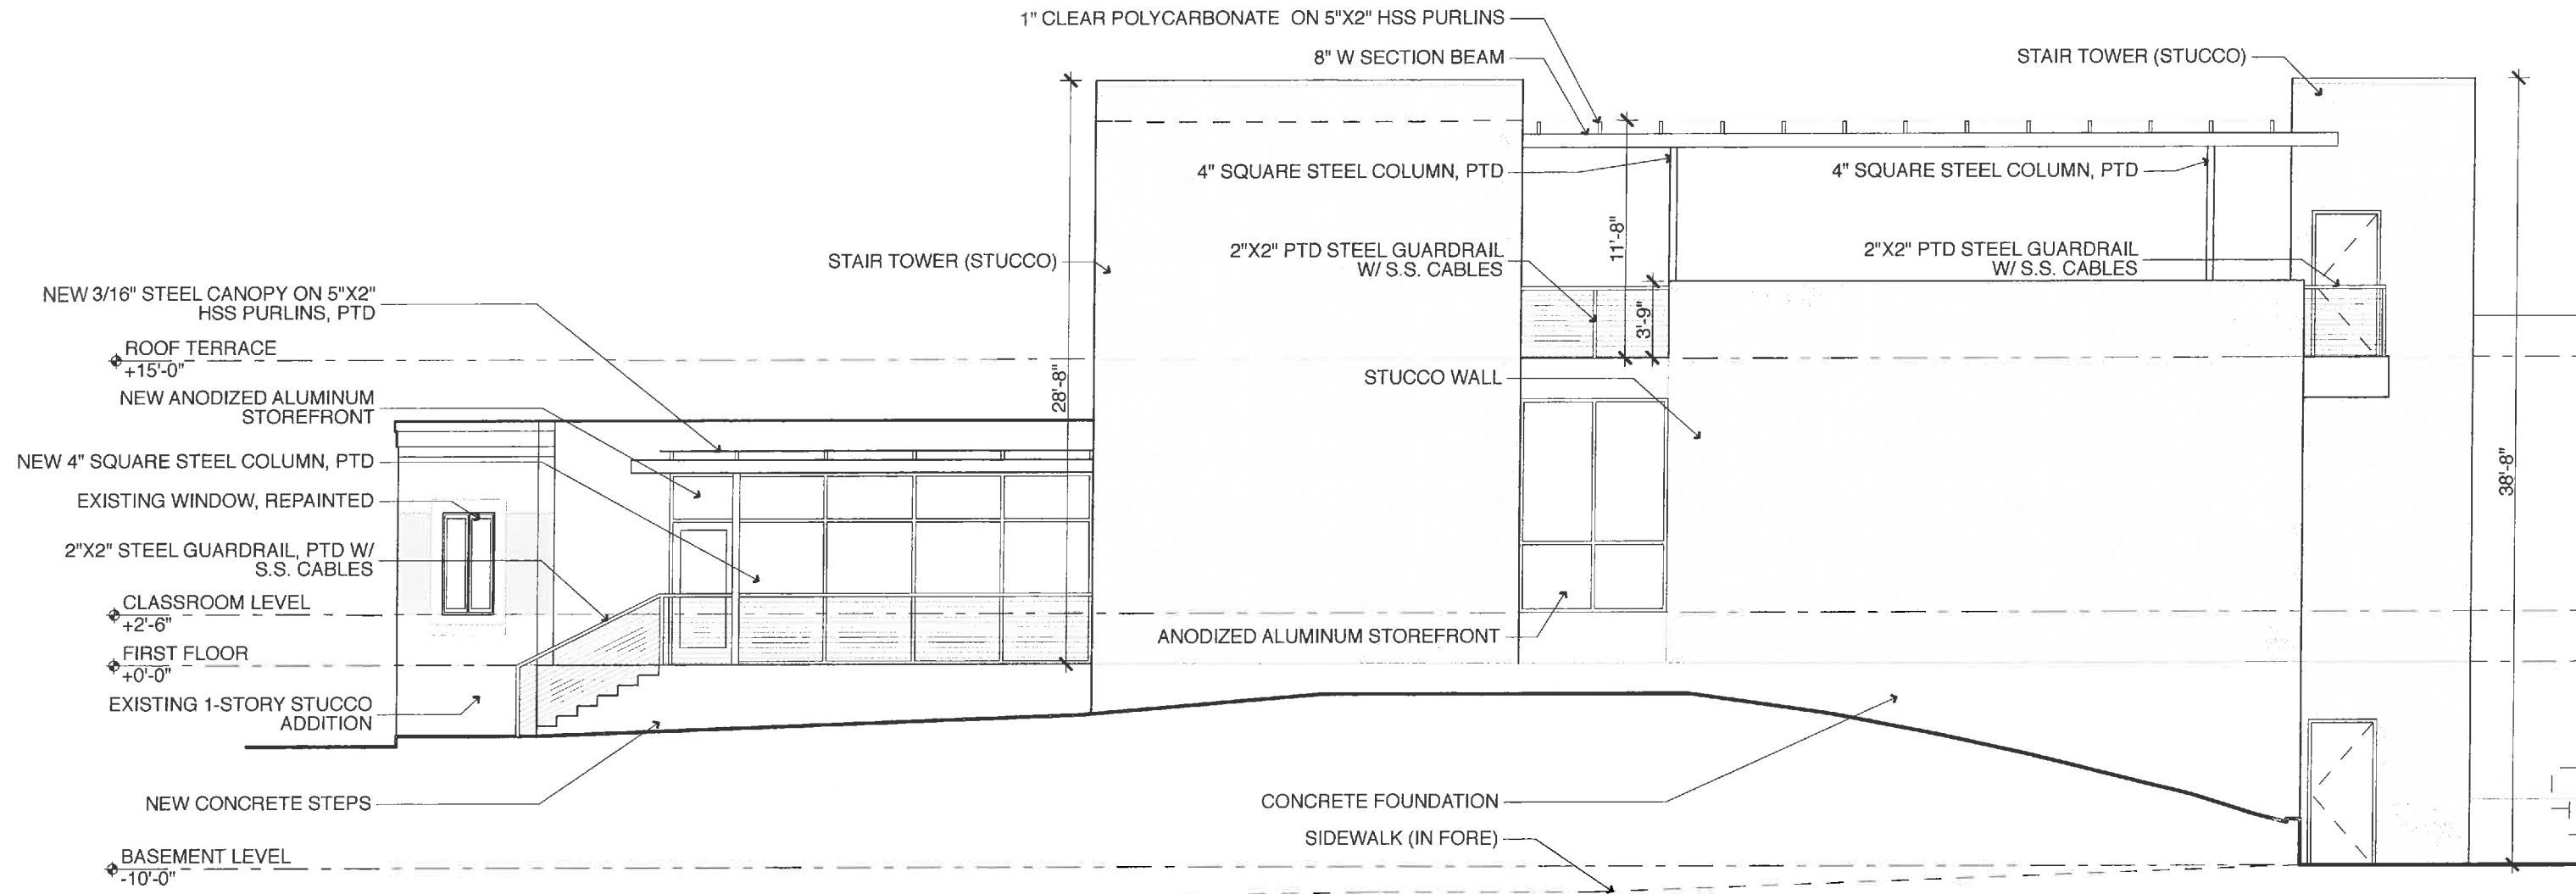 1" CLEAR POLYCARBONATE ON 5"X2" HSS PURLINS
8" W SECTION BEAM
STAIR TOWER (STUCCO)
4" SQUARE STEEL COLUMN, PTD
4" SQUARE STEEL COLUMN, PTD
11'-8"
2"X2" PTD STEEL GUARDRAIL
W/ S.S. CABLES
2"X2" PTD STEEL GUARDRAIL
W/ S.S. CABLES
STAIR TOWER (STUCCO)
NEW 3/16" STEEL CANOPY ON 5"X2"
HSS PURLINS, PTD
3'-9"
ROOF TERRACE
+15'-0"
28'-8"
STUCCO WALL
NEW ANODIZED ALUMINUM
STOREFRONT
NEW 4" SQUARE STEEL COLUMN, PTD
38'-8"
EXISTING WINDOW, REPAINTED
2"X2" STEEL GUARDRAIL, PTD W/
S.S. CABLES
CLASSROOM LEVEL
+2'-6"
ANODIZED ALUMINUM STOREFRONT
FIRST FLOOR
+0'-0"
EXISTING 1-STORY STUCCO
ADDITION
NEW CONCRETE STEPS
CONCRETE FOUNDATION
SIDEWALK (IN FORE)
BASEMENT LEVEL
-10'-0"